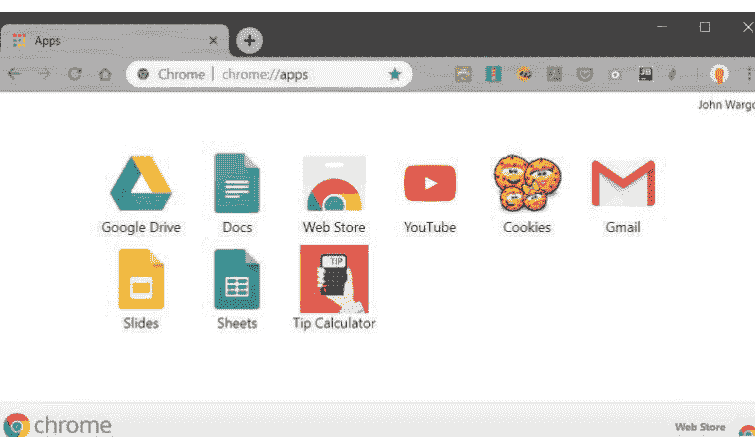 Apps
Chrome | chrome://apps
John Wargo
Google Drive Docs Web Store YouTube Cookies Gmail
TIP
Slides Sheets Tip Calculator
chrome Web Store